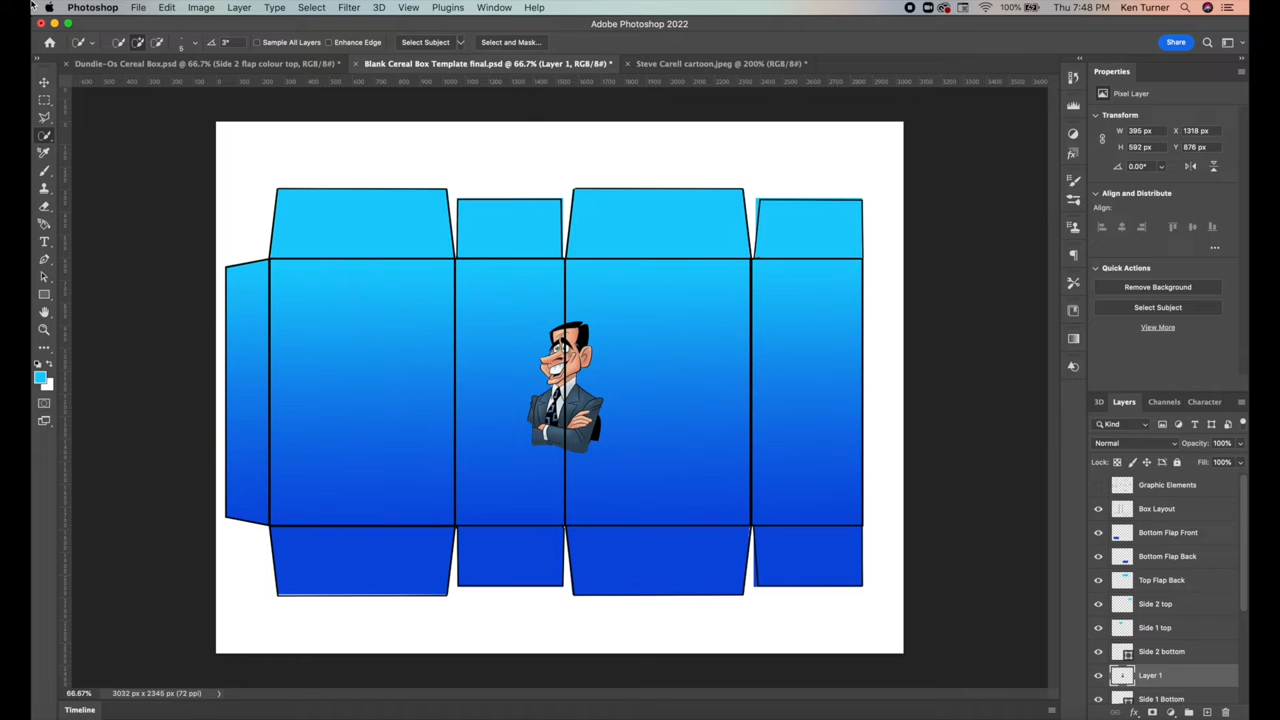 Photoshop File Edit Image Layer Type Select Filter 3D View Plugins Window Help 100% Thu 7:48 PM Ken Turner
Adobe Photoshop 2022
5 3° Sample All Layers Enhance Edge Select Subject Select and Mask... Share
Dundie-Os Cereal Box.psd @ 66.7% (Side 2 flap colour top, RGB/8#) * Blank Cereal Box Template final.psd @ 66.7% (Layer 1, RGB/8#) * Steve Carell cartoon.jpeg @ 200% (RGB/8#) *
Properties
Pixel Layer
Transform
W 395 px X 1318 px
H 592 px Y 876 px
0.00°
Align and Distribute
Align:
Quick Actions
Remove Background
Select Subject
View More
3D Layers Channels Character
Kind
Normal Opacity: 100%
Lock: Fill: 100%
Graphic Elements
Box Layout
Bottom Flap Front
Bottom Flap Back
Top Flap Back
Side 2 top
Side 1 top
Side 2 bottom
Layer 1
Side 1 Bottom
66.67% 3032 px x 2345 px (72 ppi)
Timeline